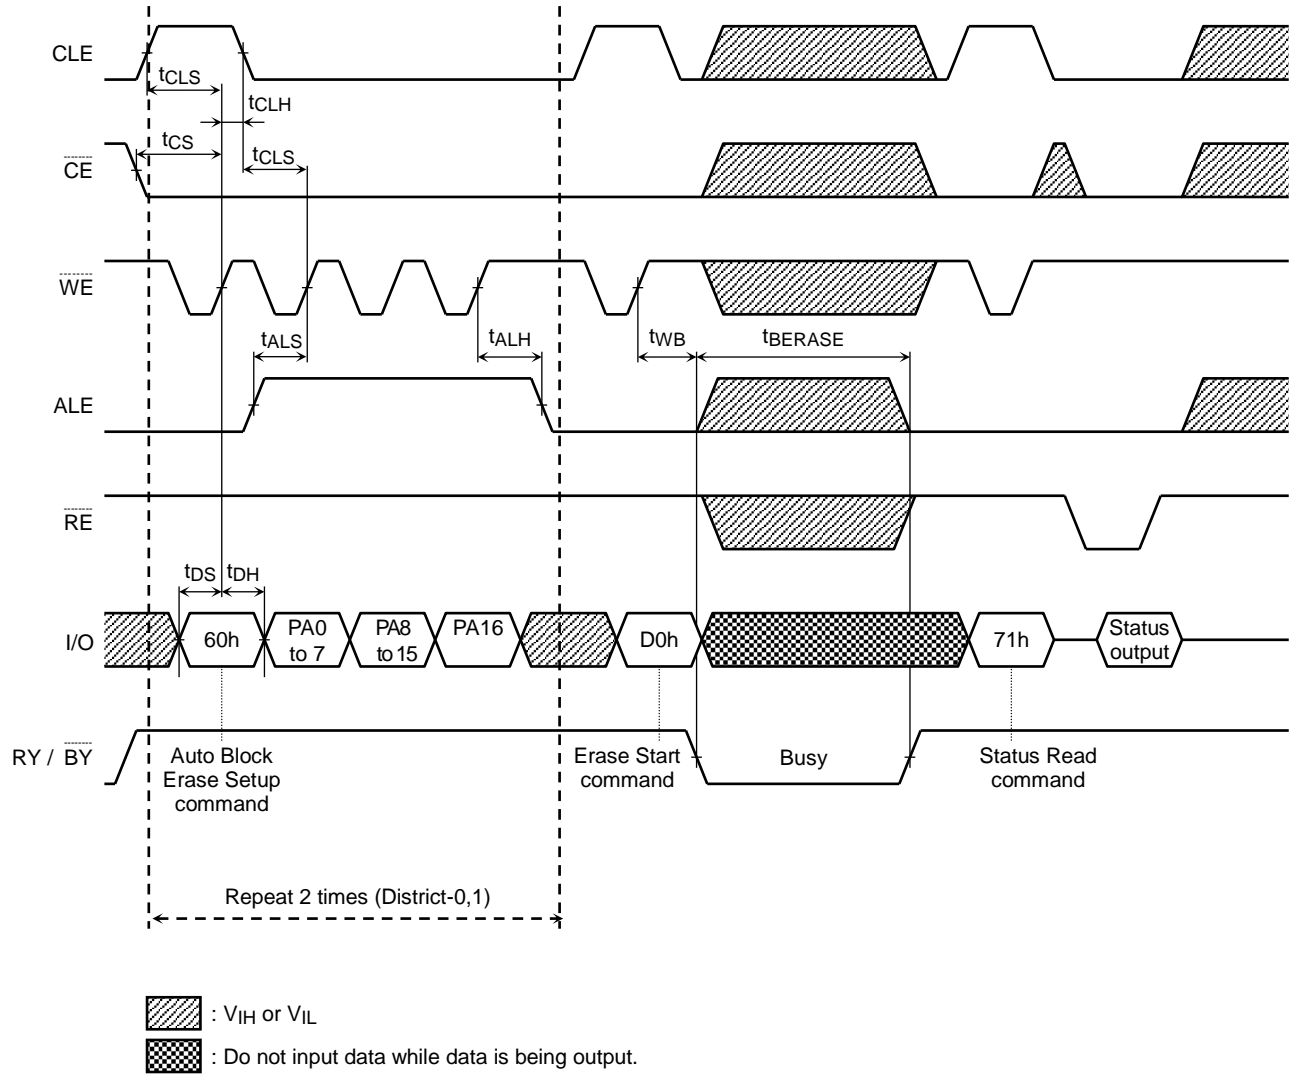 CLE
tCLS
tCLH
tCS
tCLS
CE
WE
tALS
tALH
tWB
tBERASE
ALE
RE
tDS
tDH
I/O
60h
PA0
to 7
PA8
to 15
PA16
D0h
71h
Status
output
RY / BY
Auto Block
Erase Setup
command
Erase Start
command
Busy
Status Read
command
Repeat 2 times (District-0,1)
: VIH or VIL
: Do not input data while data is being output.